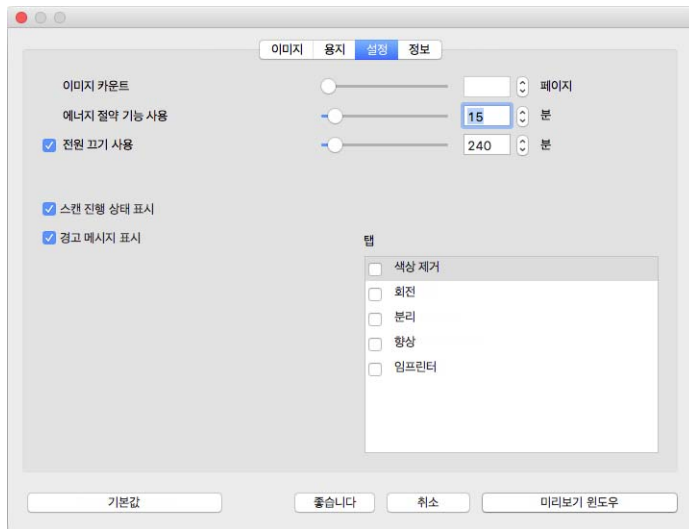 이미지 용지 설정 정보
이미지 카운트 페이지
에너지 절약 기능 사용 15 분
전원 끄기 사용 240 분
스캔 진행 상태 표시
경고 메시지 표시
탭
색상 제거
회전
분리
향상
임프린터
기본값 좋습니다 취소 미리보기 윈도우